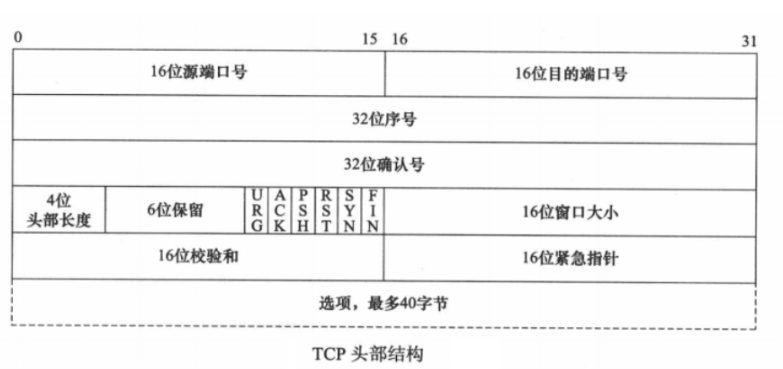 0 15 16 31
16位源端口号 16位目的端口号
32位序号
32位确认号
4位
头部长度
6位保留
URG
ACK
PSH
RST
SYN
FIN
16位窗口大小
16位校验和 16位紧急指针
选项，最多40字节
TCP 头部结构